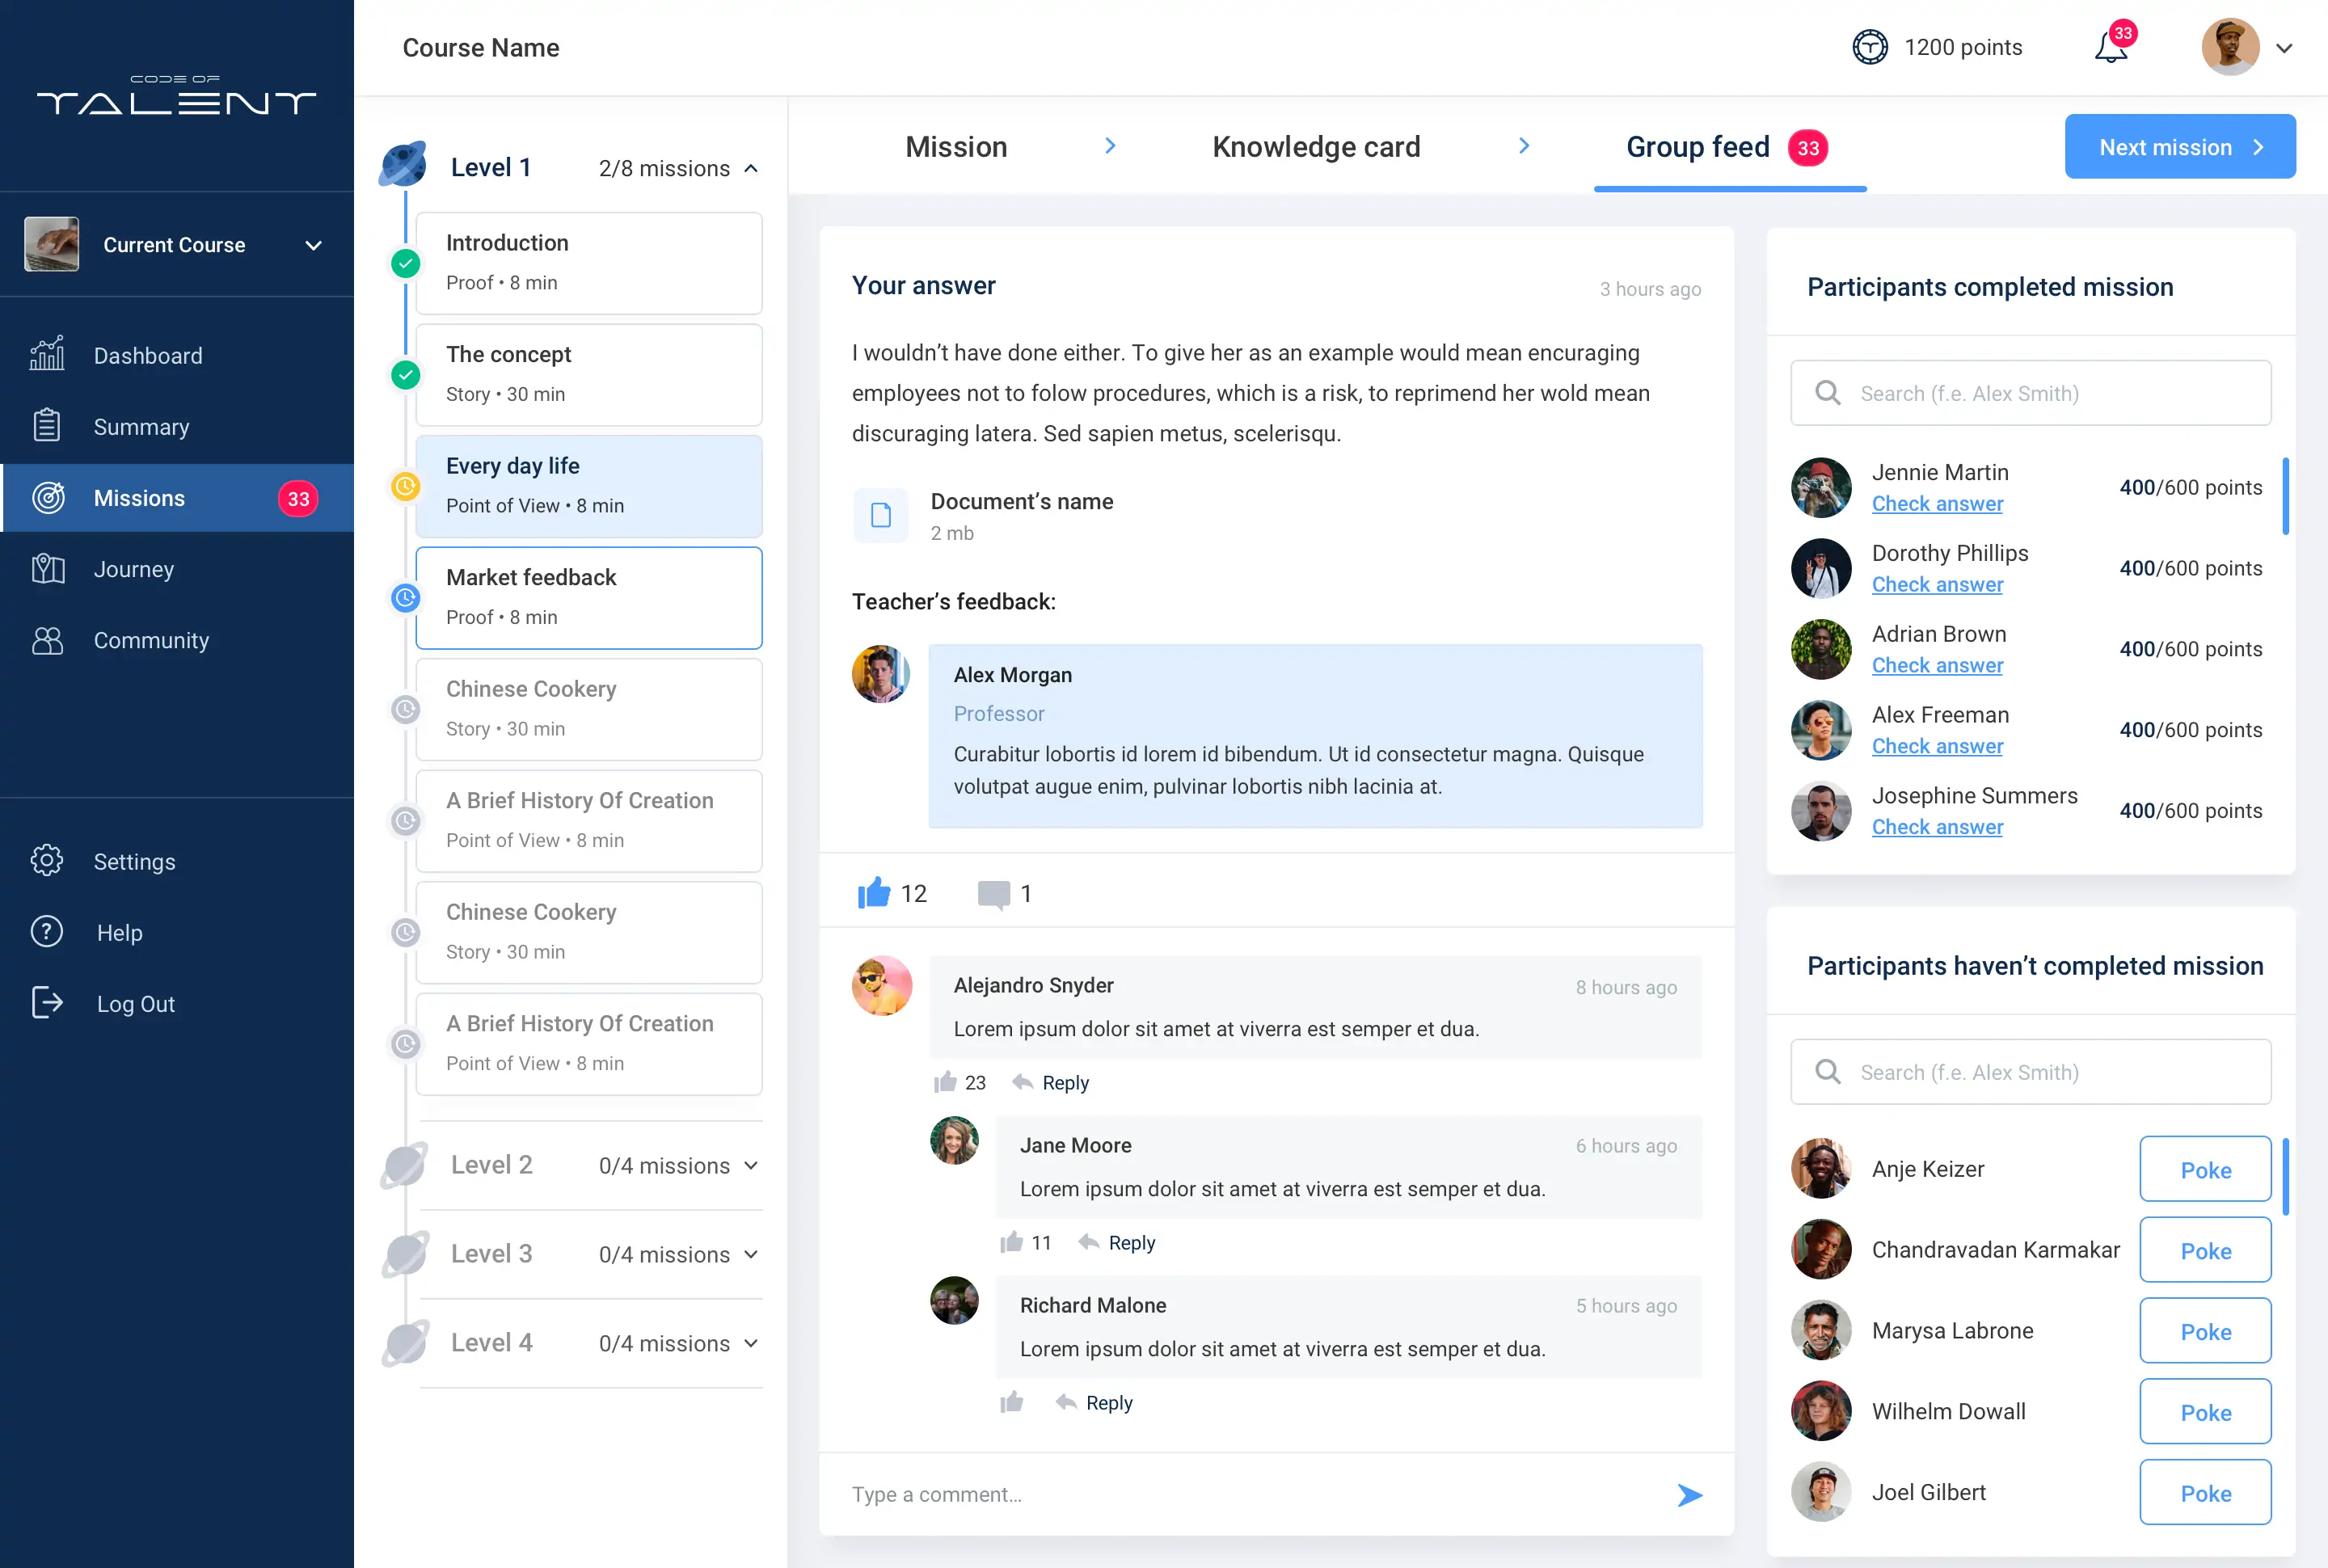 CODE OF
TALENT
Current Course
Dashboard
Summary
Missions 33
Journey
Community
Settings
Help
Log Out
Course Name
1200 points
33
Level 1 2/8 missions
Introduction
Proof • 8 min
The concept
Story • 30 min
Every day life
Point of View • 8 min
Market feedback
Proof • 8 min
Chinese Cookery
Story • 30 min
A Brief History Of Creation
Point of View • 8 min
Chinese Cookery
Story • 30 min
A Brief History Of Creation
Point of View • 8 min
Level 2 0/4 missions
Level 3 0/4 missions
Level 4 0/4 missions
Mission
Knowledge card
Group feed 33
Next mission
Your answer 3 hours ago
I wouldn’t have done either. To give her as an example would mean encuraging
employees not to folow procedures, which is a risk, to reprimend her wold mean
discuraging latera. Sed sapien metus, scelerisqu.
Document’s name
2 mb
Teacher’s feedback:
Alex Morgan
Professor
Curabitur lobortis id lorem id bibendum. Ut id consectetur magna. Quisque
volutpat augue enim, pulvinar lobortis nibh lacinia at.
12 1
Alejandro Snyder 8 hours ago
Lorem ipsum dolor sit amet at viverra est semper et dua.
23 Reply
Jane Moore 6 hours ago
Lorem ipsum dolor sit amet at viverra est semper et dua.
11 Reply
Richard Malone 5 hours ago
Lorem ipsum dolor sit amet at viverra est semper et dua.
Reply
Type a comment...
Participants completed mission
Search (f.e. Alex Smith)
Jennie Martin
Check answer
400/600 points
Dorothy Phillips
Check answer
400/600 points
Adrian Brown
Check answer
400/600 points
Alex Freeman
Check answer
400/600 points
Josephine Summers
Check answer
400/600 points
Participants haven’t completed mission
Search (f.e. Alex Smith)
Anje Keizer Poke
Chandravadan Karmakar Poke
Marysa Labrone Poke
Wilhelm Dowall Poke
Joel Gilbert Poke